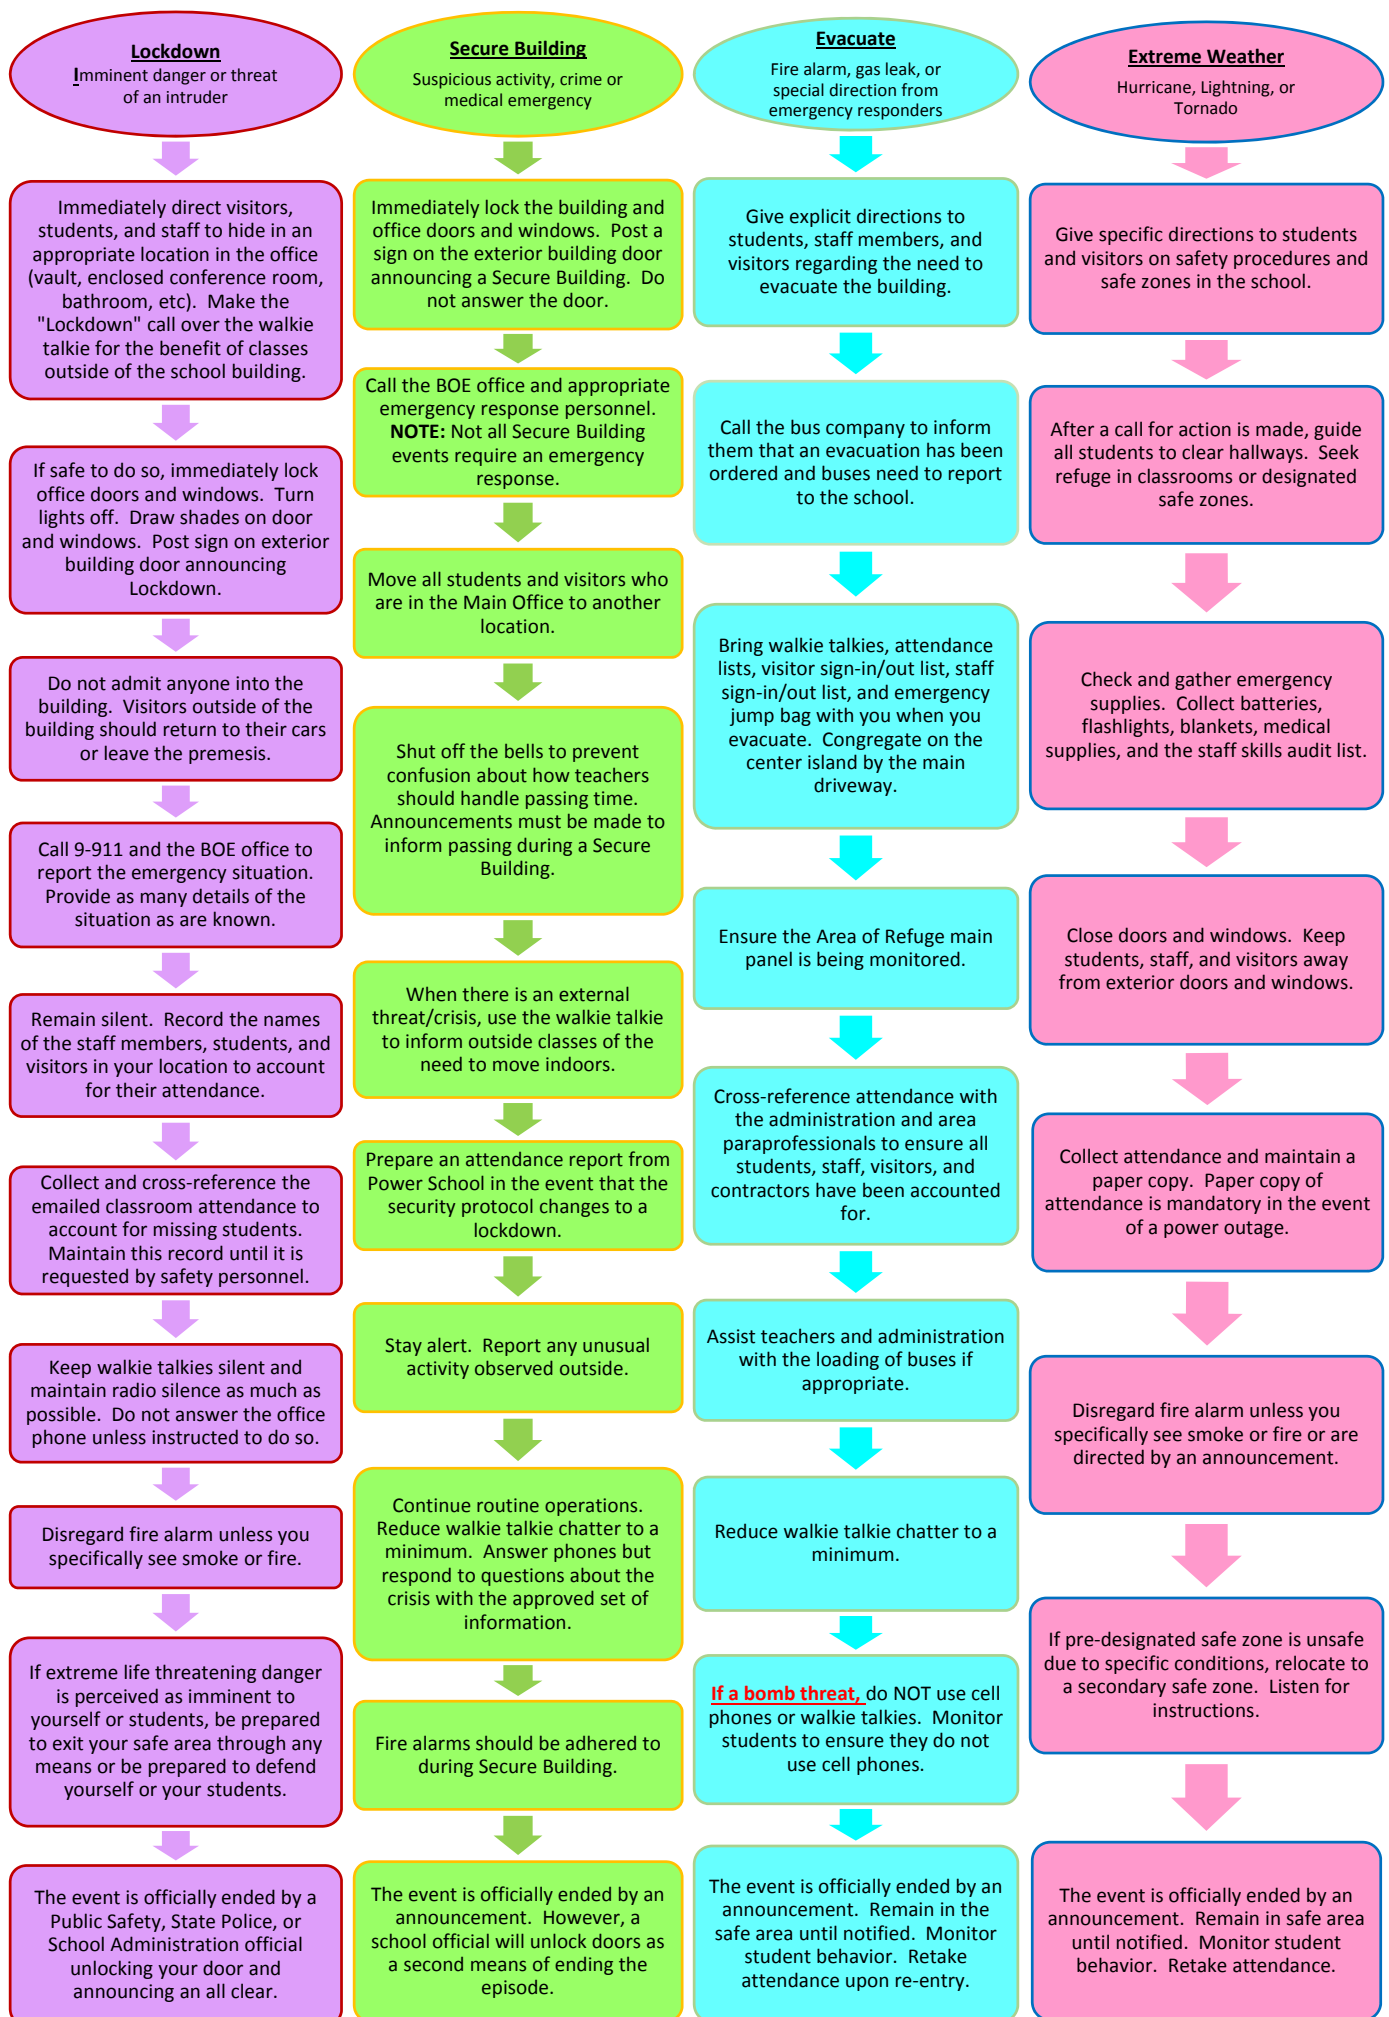 Lockdown
Imminent danger or threat
of an intruder
Immediately direct visitors,
students, and staff to hide in an
appropriate location in the office
(vault, enclosed conference room,
bathroom, etc).  Make the
"Lockdown" call over the walkie
talkie for the benefit of classes
outside of the school building.
If safe to do so, immediately lock
office doors and windows.  Turn
lights off.  Draw shades on door
and windows.  Post sign on exterior
building door announcing
Lockdown.
Do not admit anyone into the
building.  Visitors outside of the
building should return to their cars
or leave the premesis.
Call 9-911 and the BOE office to
report the emergency situation.
Provide as many details of the
situation as are known.
Remain silent.  Record the names
of the staff members, students, and
visitors in your location to account
for their attendance.
Collect and cross-reference the
emailed classroom attendance to
account for missing students.
Maintain this record until it is
requested by safety personnel.
Keep walkie talkies silent and
maintain radio silence as much as
possible.  Do not answer the office
phone unless instructed to do so.
Disregard fire alarm unless you
specifically see smoke or fire.
If extreme life threatening danger
is perceived as imminent to
yourself or students, be prepared
to exit your safe area through any
means or be prepared to defend
yourself or your students.
The event is officially ended by a
Public Safety, State Police, or
School Administration official
unlocking your door and
announcing an all clear.
Secure Building
Suspicious activity, crime or
medical emergency
Immediately lock the building and
office doors and windows.  Post a
sign on the exterior building door
announcing a Secure Building.  Do
not answer the door.
Call the BOE office and appropriate
emergency response personnel.
NOTE: Not all Secure Building
events require an emergency
response.
Move all students and visitors who
are in the Main Office to another
location.
Shut off the bells to prevent
confusion about how teachers
should handle passing time.
Announcements must be made to
inform passing during a Secure
Building.
When there is an external
threat/crisis, use the walkie talkie
to inform outside classes of the
need to move indoors.
Prepare an attendance report from
Power School in the event that the
security protocol changes to a
lockdown.
Stay alert.  Report any unusual
activity observed outside.
Continue routine operations.
Reduce walkie talkie chatter to a
minimum.  Answer phones but
respond to questions about the
crisis with the approved set of
information.
Fire alarms should be adhered to
during Secure Building.
The event is officially ended by an
announcement.  However, a
school official will unlock doors as
a second means of ending the
episode.
Evacuate
Fire alarm, gas leak, or
special direction from
emergency responders
Give explicit directions to
students, staff members, and
visitors regarding the need to
evacuate the building.
Call the bus company to inform
them that an evacuation has been
ordered and buses need to report
to the school.
Bring walkie talkies, attendance
lists, visitor sign-in/out list, staff
sign-in/out list, and emergency
jump bag with you when you
evacuate.  Congregate on the
center island by the main
driveway.
Ensure the Area of Refuge main
panel is being monitored.
Cross-reference attendance with
the administration and area
paraprofessionals to ensure all
students, staff, visitors, and
contractors have been accounted
for.
Assist teachers and administration
with the loading of buses if
appropriate.
Reduce walkie talkie chatter to a
minimum.
If a bomb threat, do NOT use cell
phones or walkie talkies.  Monitor
students to ensure they do not
use cell phones.
The event is officially ended by an
announcement.  Remain in the
safe area until notified.  Monitor
student behavior.  Retake
attendance upon re-entry.
Extreme Weather
Hurricane, Lightning, or
Tornado
Give specific directions to students
and visitors on safety procedures and
safe zones in the school.
After a call for action is made, guide
all students to clear hallways.  Seek
refuge in classrooms or designated
safe zones.
Check and gather emergency
supplies.  Collect batteries,
flashlights, blankets, medical
supplies, and the staff skills audit list.
Close doors and windows.  Keep
students, staff, and visitors away
from exterior doors and windows.
Collect attendance and maintain a
paper copy.  Paper copy of
attendance is mandatory in the event
of a power outage.
Disregard fire alarm unless you
specifically see smoke or fire or are
directed by an announcement.
If pre-designated safe zone is unsafe
due to specific conditions, relocate to
a secondary safe zone.  Listen for
instructions.
The event is officially ended by an
announcement.  Remain in safe area
until notified.  Monitor student
behavior.  Retake attendance.